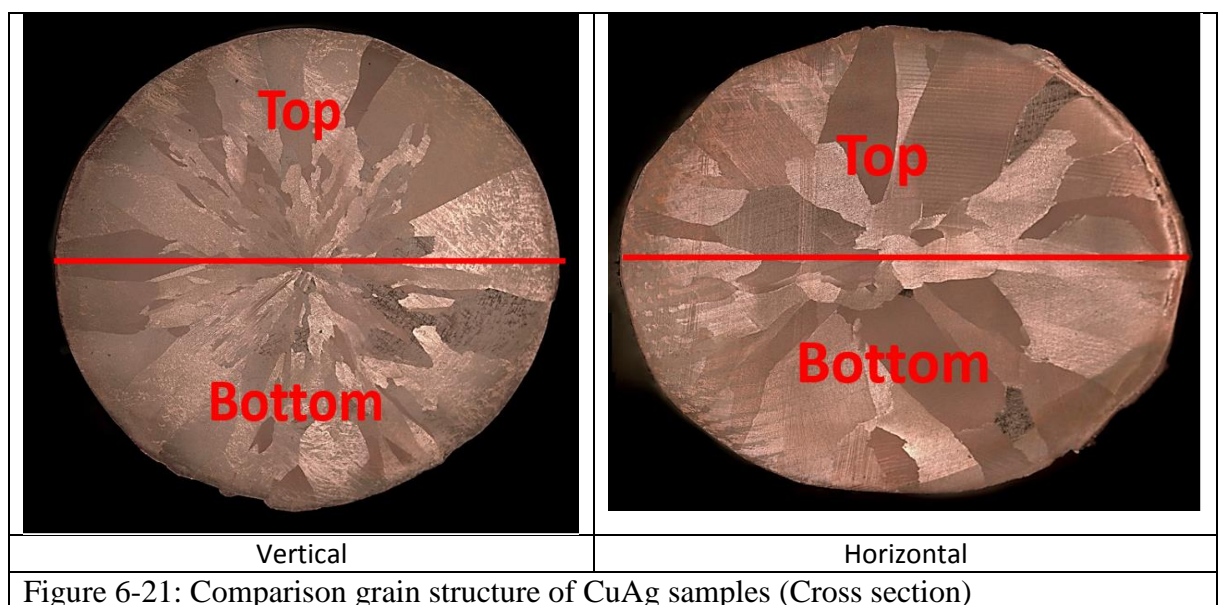 Top
Bottom
Top
Bottom
Vertical
Horizontal
Figure 6-21: Comparison grain structure of CuAg samples (Cross section)